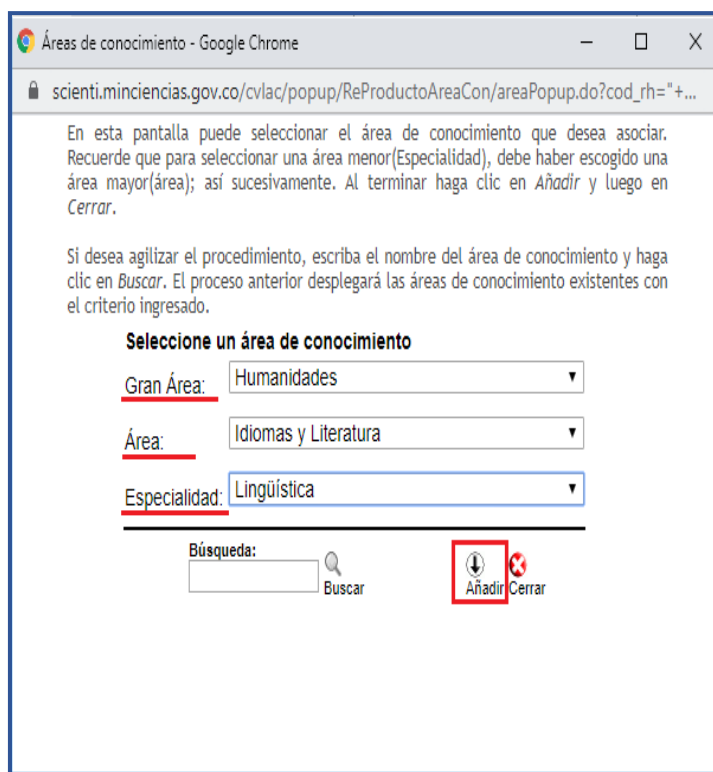 Áreas de conocimiento - Google Chrome
scienti.minciencias.gov.co/cvlac/popup/ReProductoAreaCon/areaPopup.do?cod_rh="+...
En esta pantalla puede seleccionar el área de conocimiento que desea asociar.
Recuerde que para seleccionar una área menor(Especialidad), debe haber escogido una
área mayor(área); así sucesivamente. Al terminar haga clic en Añadir y luego en
Cerrar.
Si desea agilizar el procedimiento, escriba el nombre del área de conocimiento y haga
clic en Buscar. El proceso anterior desplegará las áreas de conocimiento existentes con
el criterio ingresado.
Seleccione un área de conocimiento
Gran Área: Humanidades
Área: Idiomas y Literatura
Especialidad: Lingüística
Búsqueda:
Buscar Añadir Cerrar